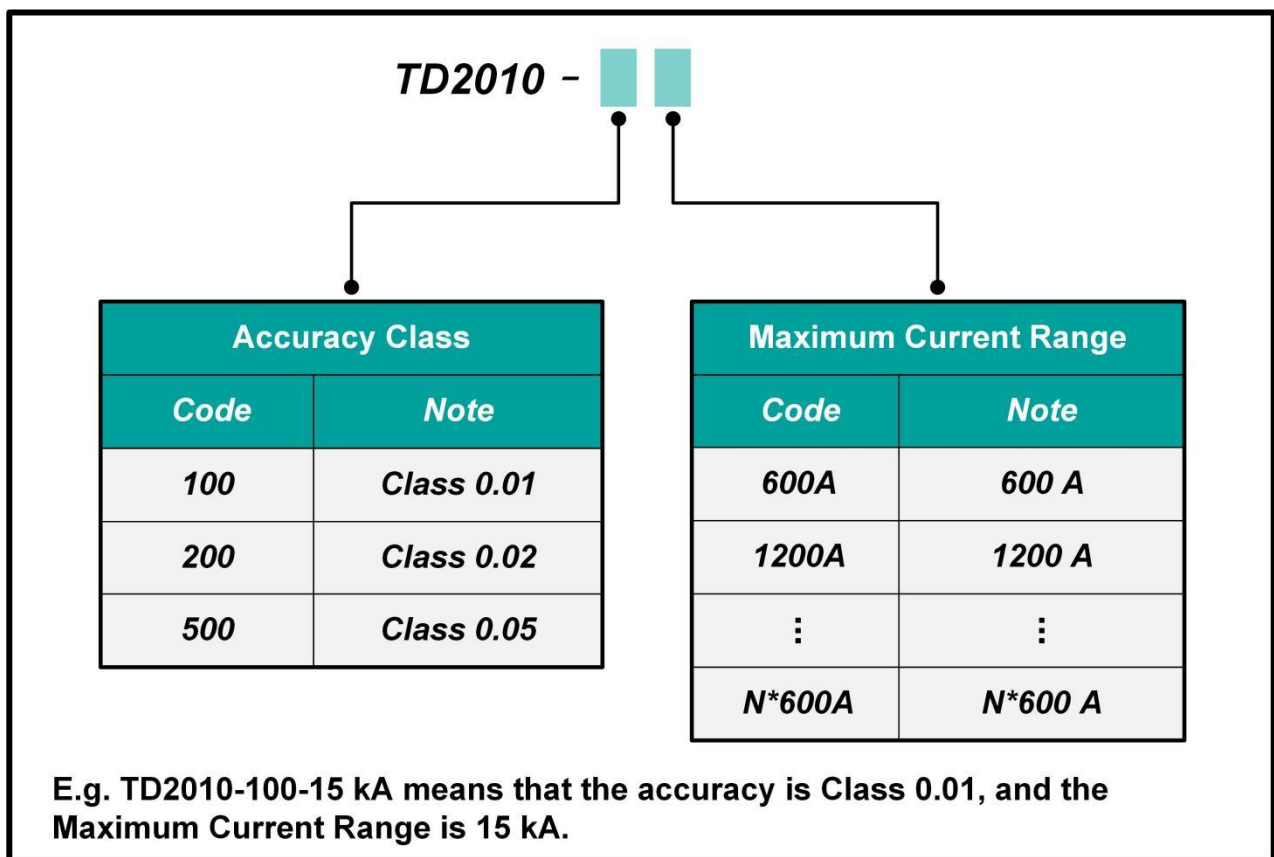 TD2010 -
Accuracy Class
Code Note
100 Class 0.01
200 Class 0.02
500 Class 0.05
Maximum Current Range
Code Note
600A 600 A
1200A 1200 A
⋮ ⋮
N*600A N*600 A
E.g. TD2010-100-15 kA means that the accuracy is Class 0.01, and the
Maximum Current Range is 15 kA.